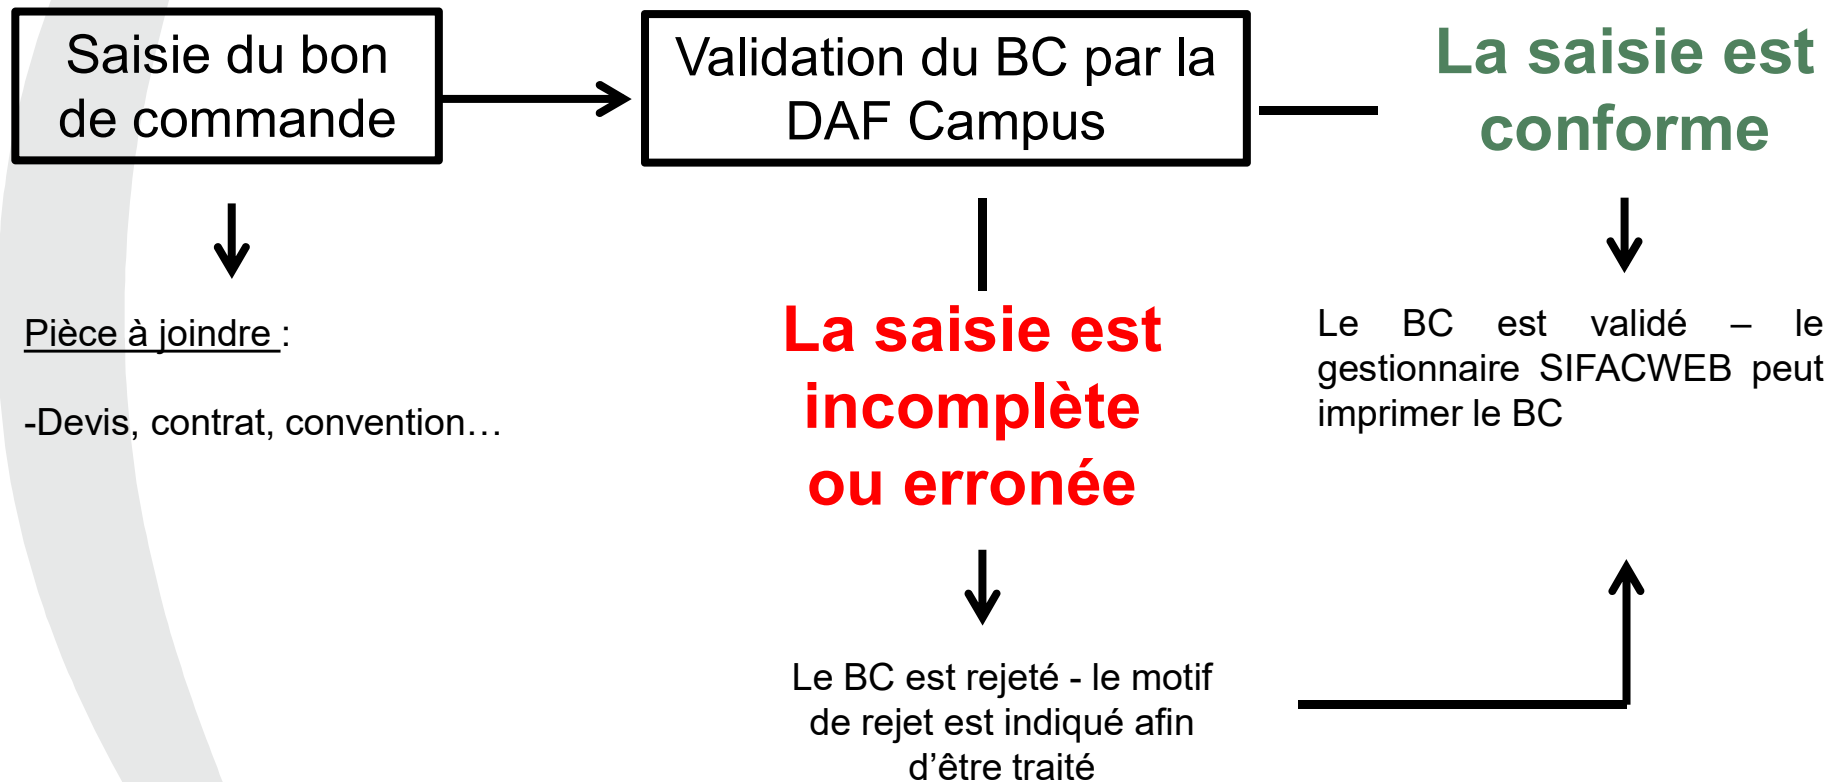 Saisie du bon
de commande
Validation du BC par la
DAF Campus
La saisie est
conforme
Pièce à joindre :
-Devis, contrat, convention…
La saisie est
incomplète
ou erronée
Le BC est validé – le
gestionnaire SIFACWEB peut
imprimer le BC
Le BC est rejeté - le motif
de rejet est indiqué afin
d’être traité